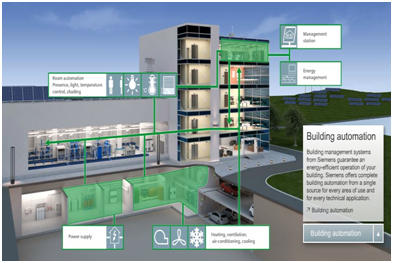 Management
station
Energy
management
Room automation
Presence, light, temperature
control, shading
Building automation
Building management systems
from Siemens guarantee an
energy-efficient operation of your
building. Siemens offers complete
building automation from a single
source for every area of use and
for every technical application.
↗ Building automation
Building automation
Power supply
Heating, ventilation,
air-conditioning, cooling